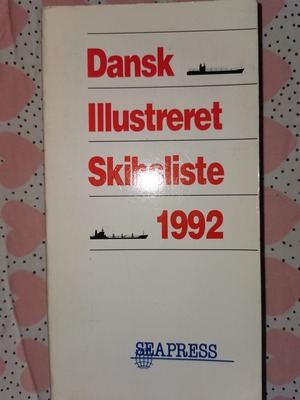 Dansk
Illustreret
Skibsliste
1992
SEAPRESS